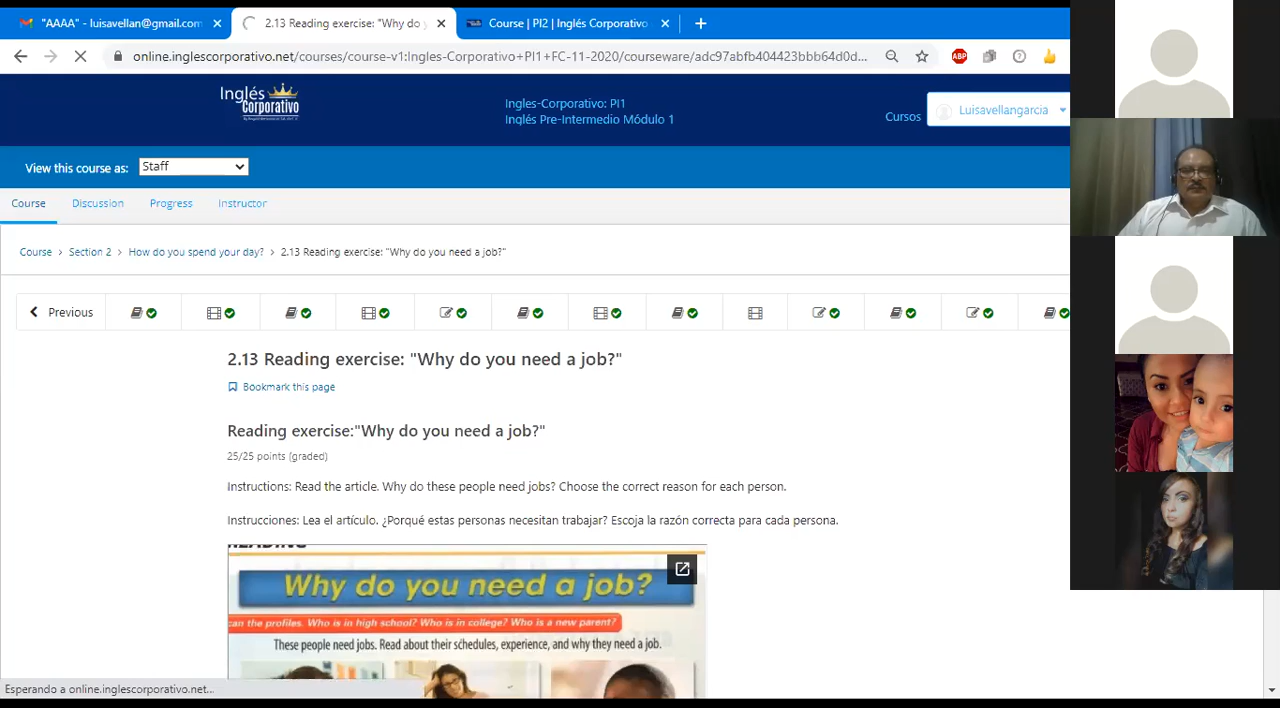 "AAAA" - luisavellan@gmail.com
2.13 Reading exercise: "Why do y
Course | PI2 | Inglés Corporativo
online.inglescorporativo.net/courses/course-v1:Ingles-Corporativo+PI1+FC-11-2020/courseware/adc97abfb404423bbb64d0d...
ABP
Inglés
Corporativo
Ingles-Corporativo: PI1
Inglés Pre-Intermedio Módulo 1
Cursos
Luisavellangarcia
View this course as:
Staff
Course
Discussion
Progress
Instructor
Course > Section 2 > How do you spend your day? > 2.13 Reading exercise: "Why do you need a job?"
Previous
2.13 Reading exercise: "Why do you need a job?"
Bookmark this page
Reading exercise:"Why do you need a job?"
25/25 points (graded)
Instructions: Read the article. Why do these people need jobs? Choose the correct reason for each person.
Instrucciones: Lea el artículo. ¿Porqué estas personas necesitan trabajar? Escoja la razón correcta para cada persona.
Why do you need a job?
can the profiles. Who is in high school? Who is in college? Who is a new parent?
These people need jobs. Read about their schedules, experience, and why they need a job.
Esperando a online.inglescorporativo.net...